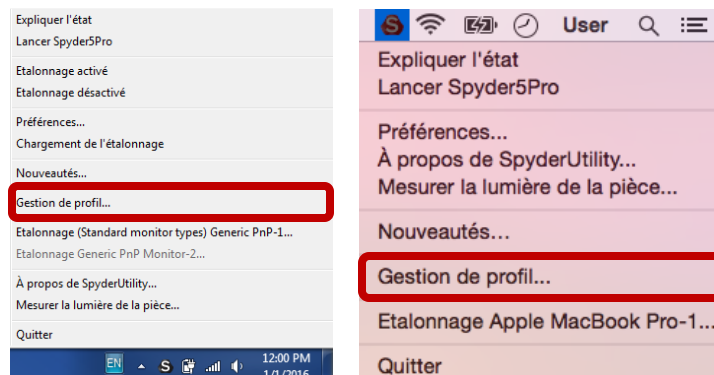 Expliquer l'état
Lancer Spyder5Pro
Etalonnage activé
Etalonnage désactivé
Préférences...
Chargement de l'étalonnage
Nouveautés...
Gestion de profil...
Etalonnage (Standard monitor types) Generic PnP-1...
Etalonnage Generic PnP Monitor-2...
À propos de SpyderUtility...
Mesurer la lumière de la pièce...
Quitter
EN S 12:00 PM
1/1/2016
S User
Expliquer l'état
Lancer Spyder5Pro
Préférences...
À propos de SpyderUtility...
Mesurer la lumière de la pièce...
Nouveautés...
Gestion de profil...
Etalonnage Apple MacBook Pro-1...
Quitter